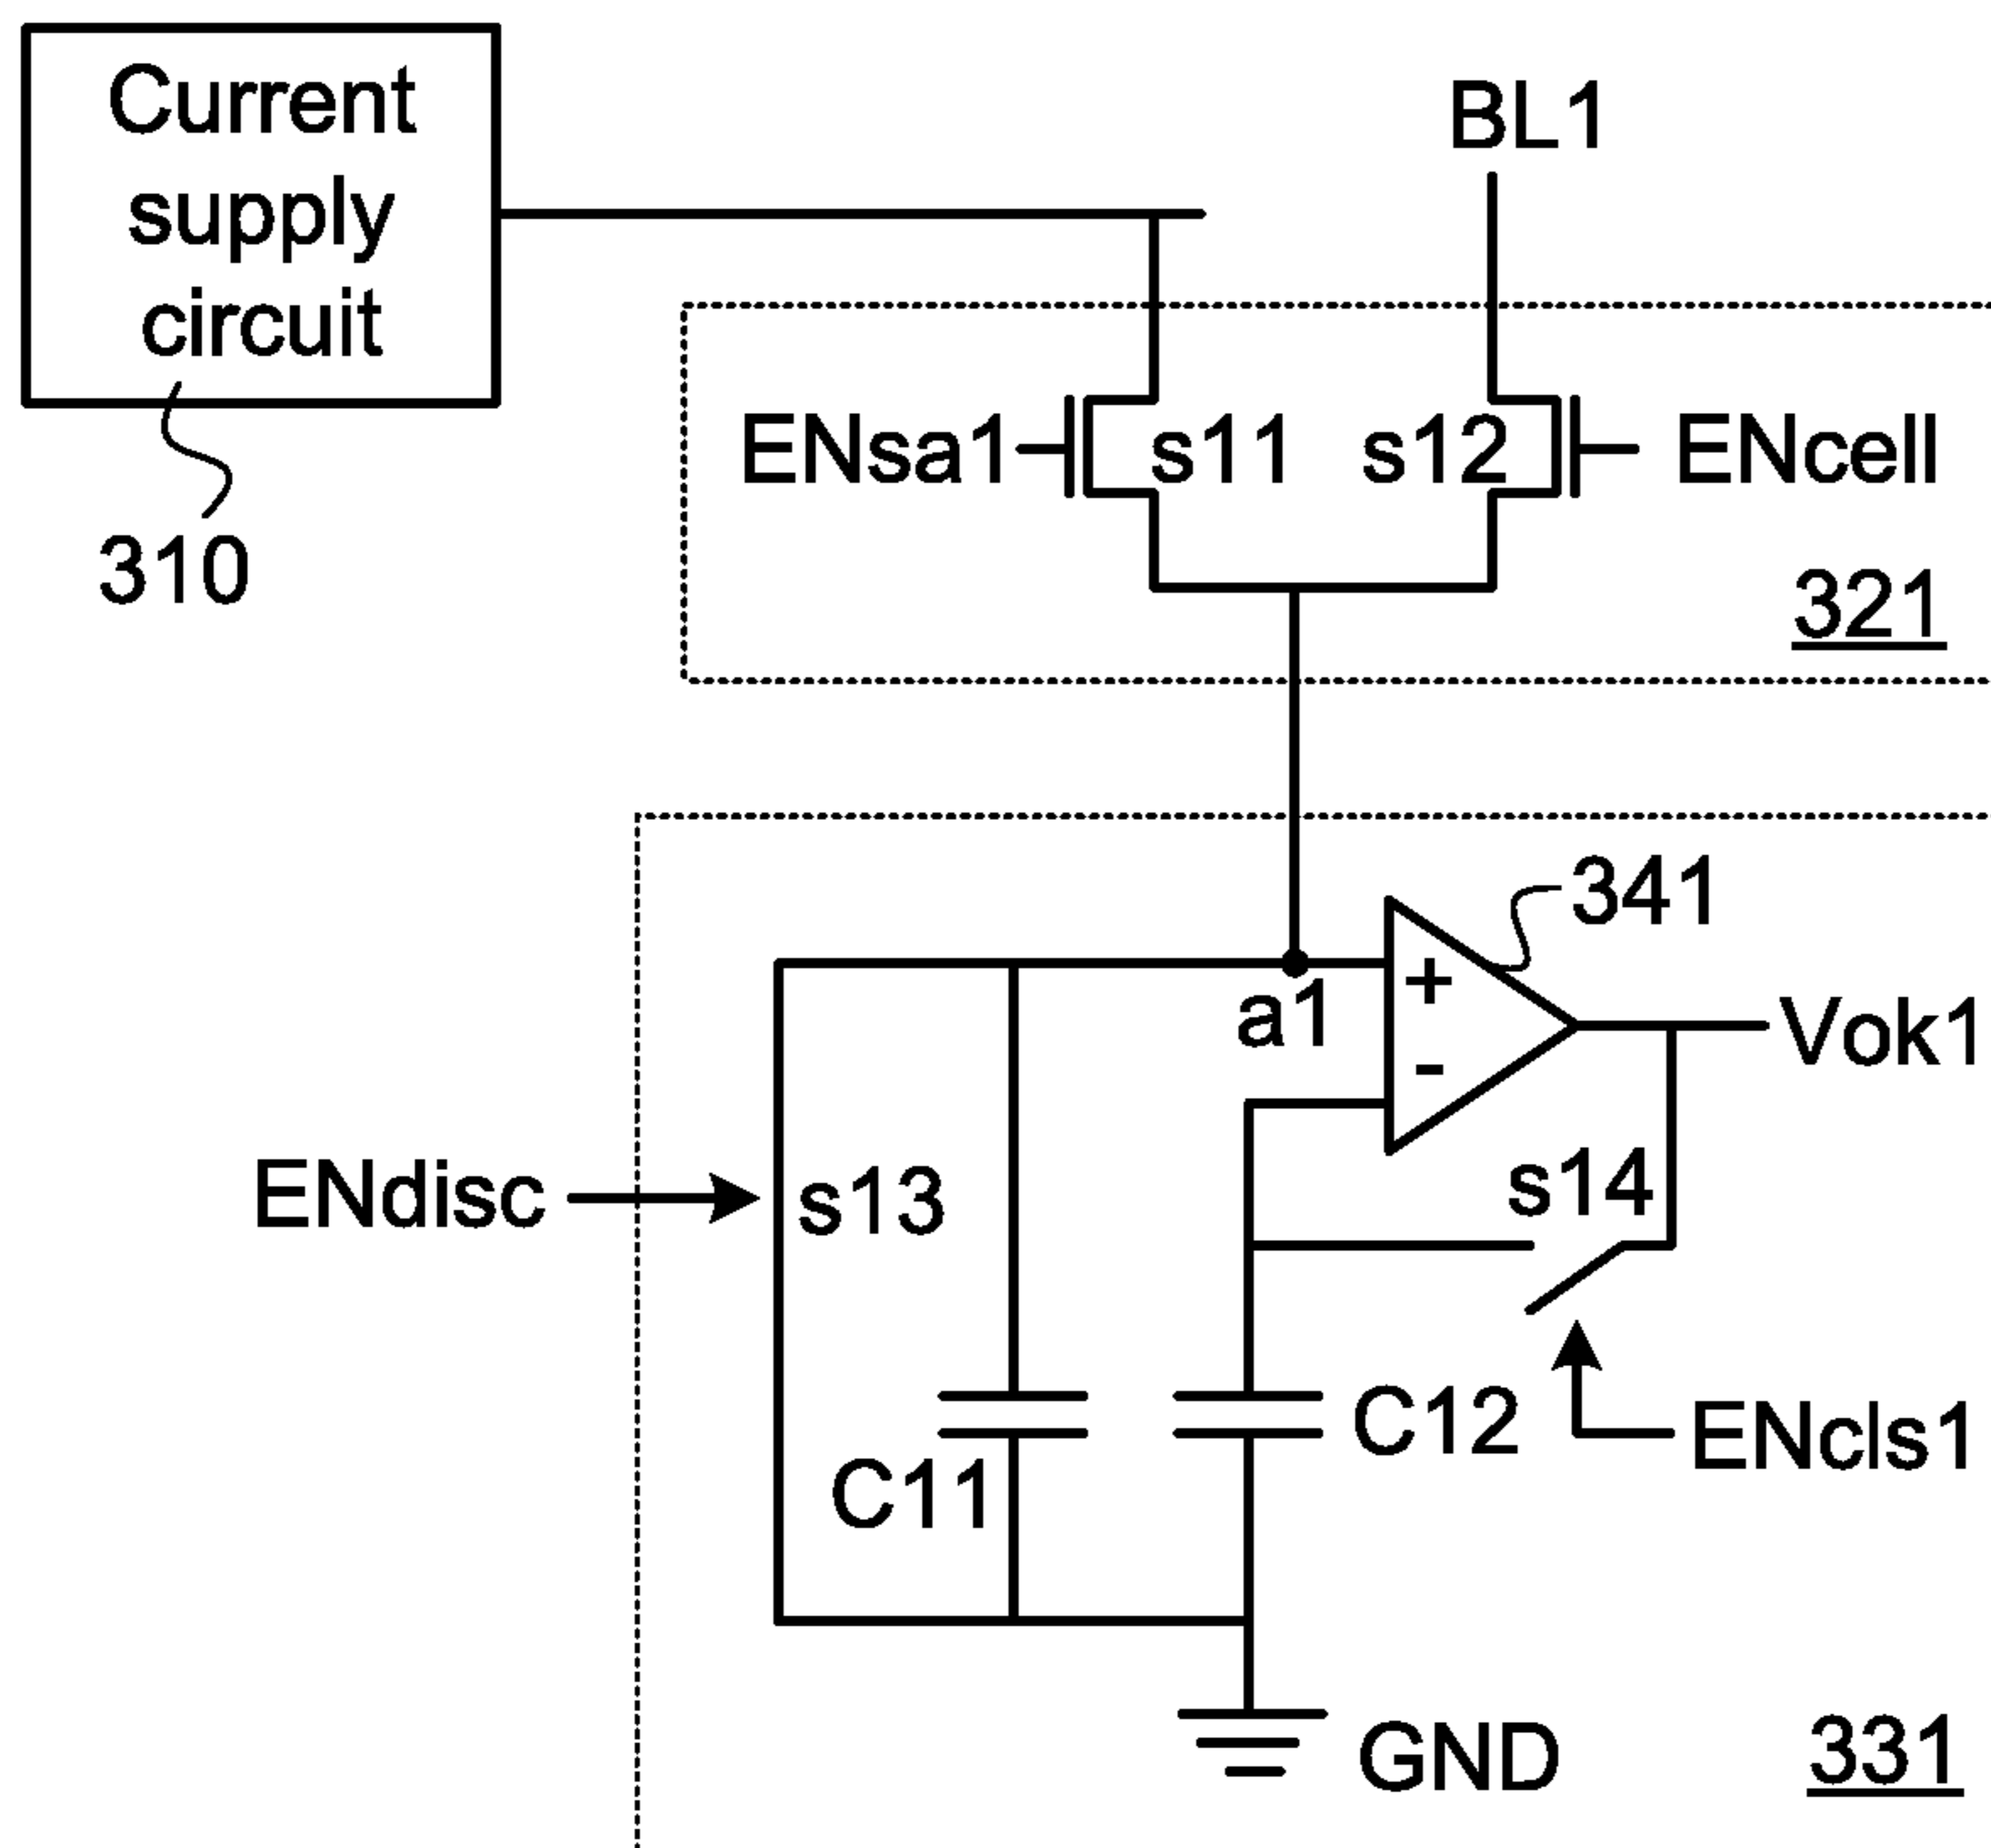 Current
supply
circuit
310
BL1
ENsa1
s11
s12
ENcell
321
341
+
a1
-
Vok1
ENdisc
s13
s14
C11
C12
ENcls1
GND
331